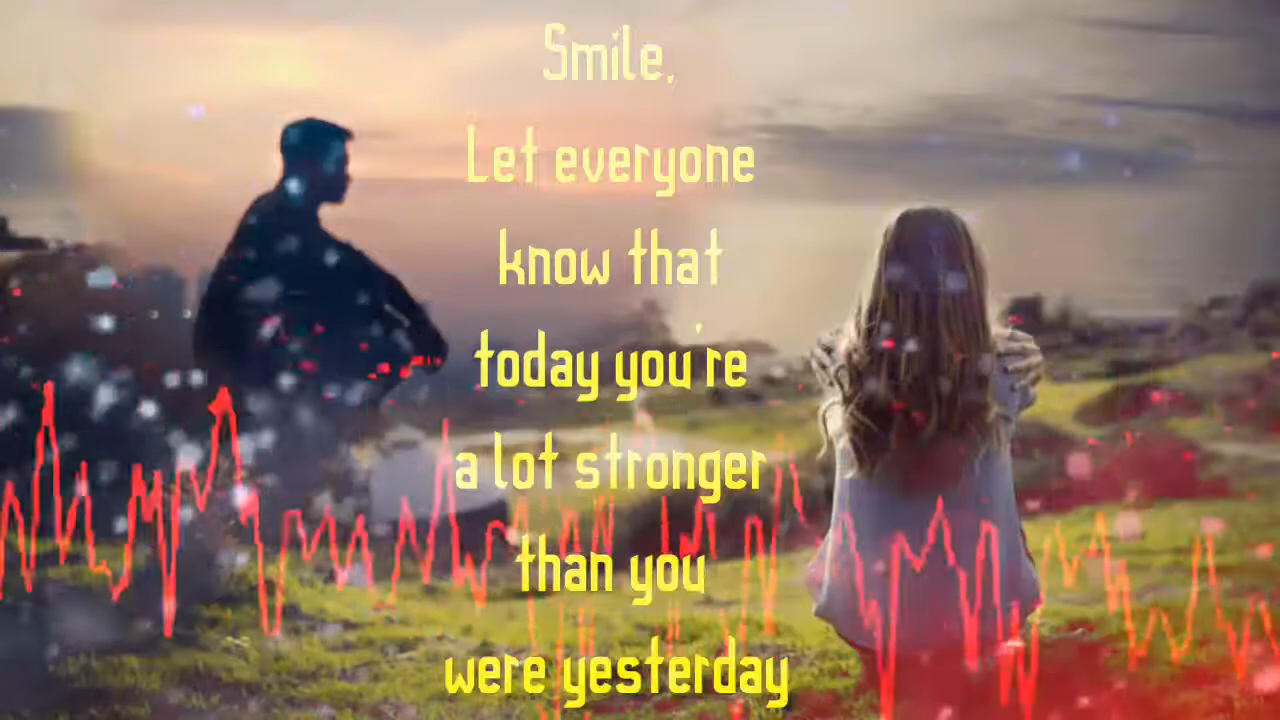 Smile,
Let everyone
know that
today you're
a lot stronger
than you
were yesterday